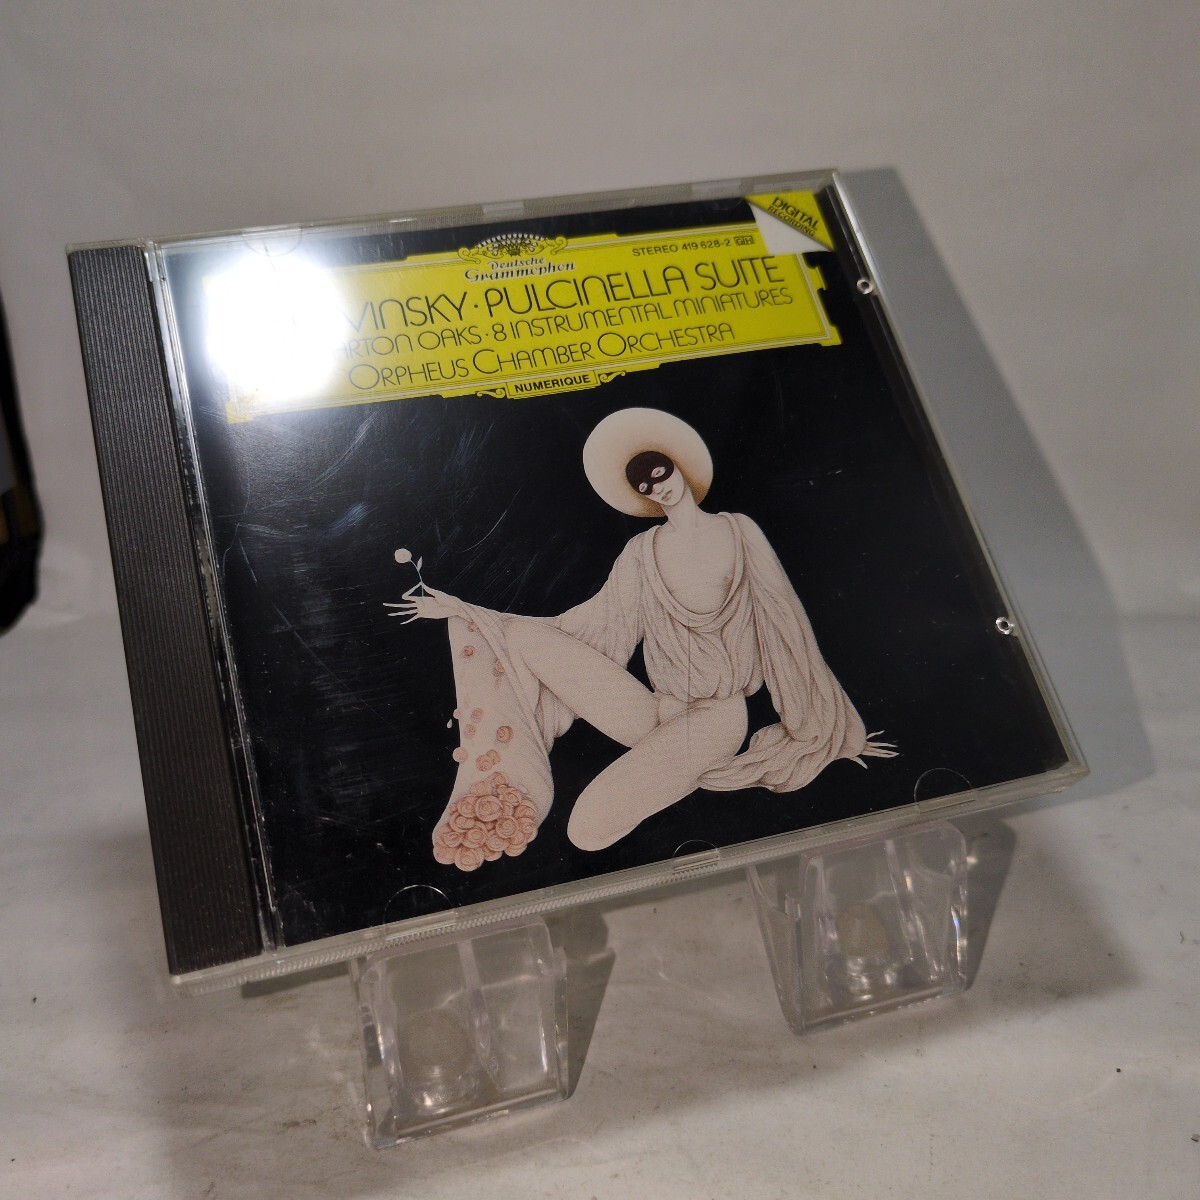 Deutsche
Grammophon
STEREO 419 628-2 GH
DIGITAL
RECORDING
VINSKY · PULCINELLA SUITE
ARTON OAKS · 8 INSTRUMENTAL MINIATURES
ORPHEUS CHAMBER ORCHESTRA
NUMERIQUE